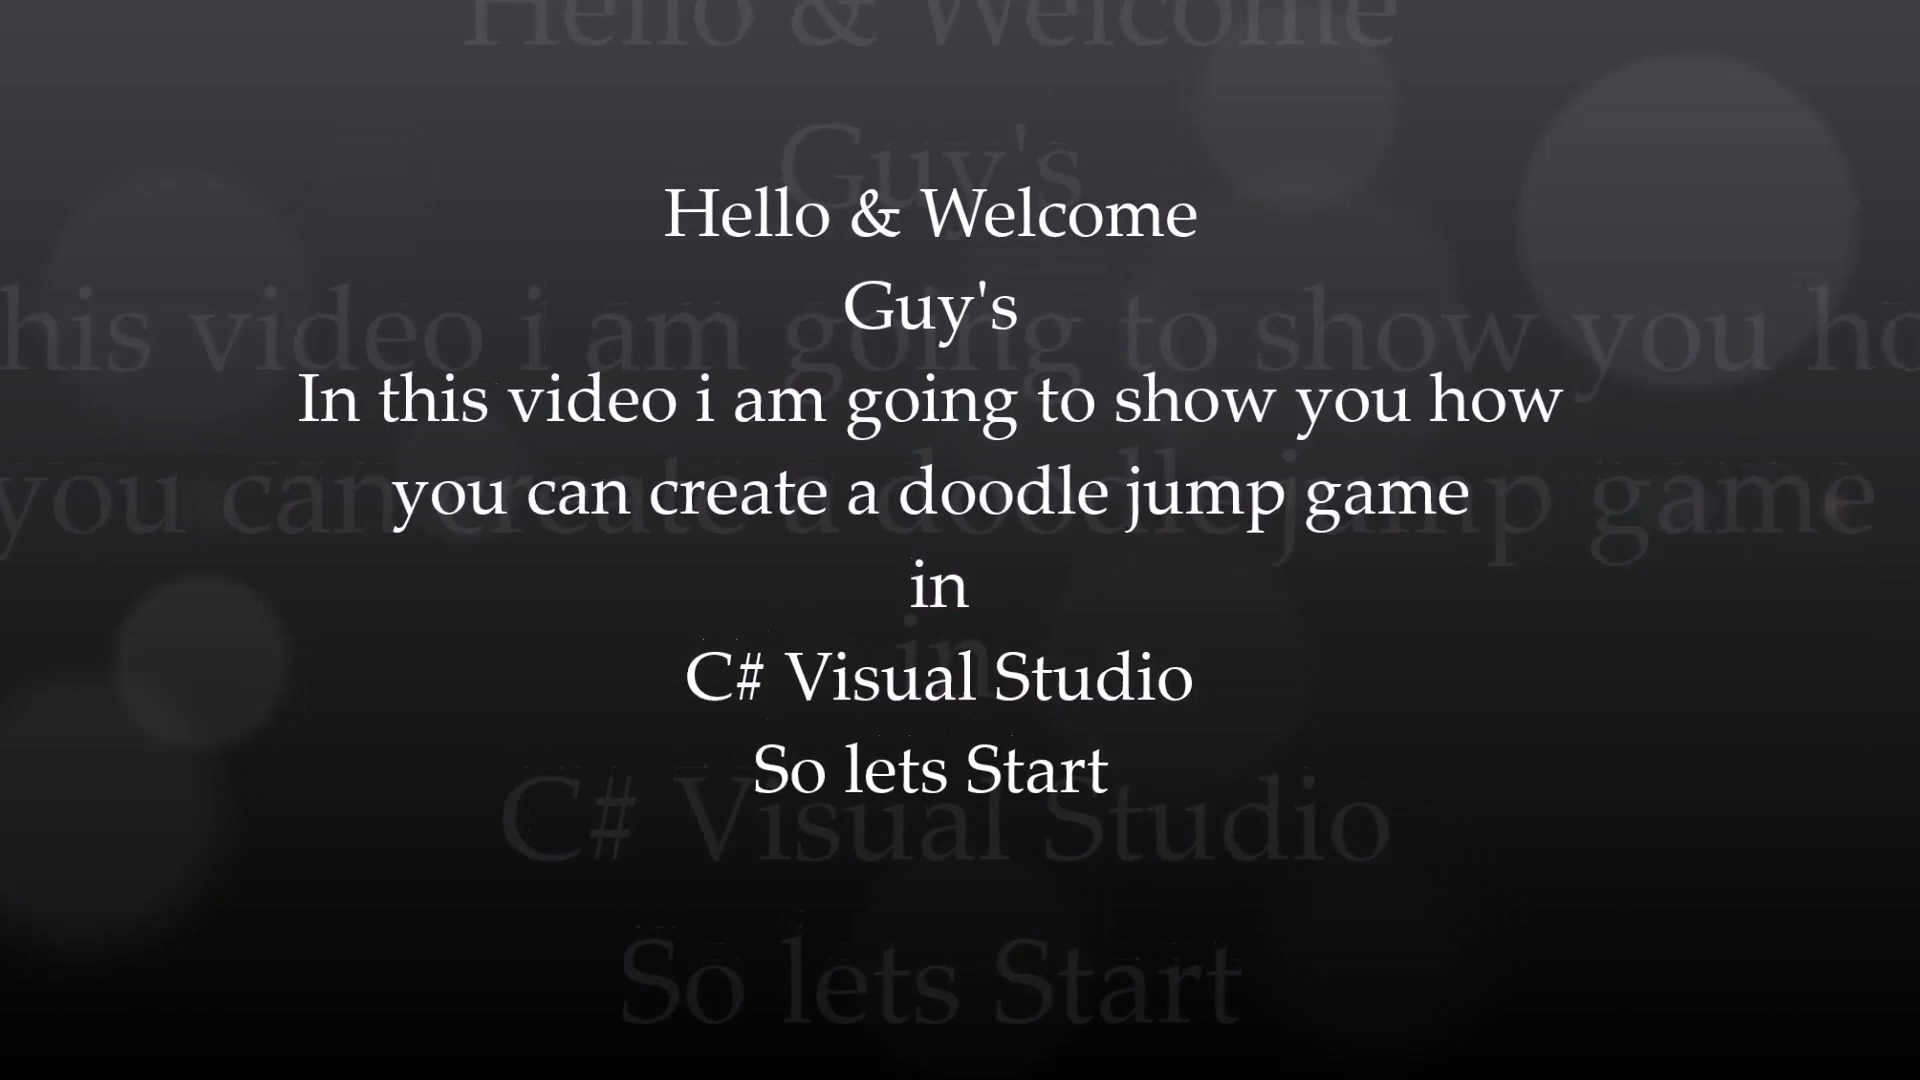 Hello & Welcome
Guy's
In this video i am going to show you how
you can create a doodle jump game
in
C# Visual Studio
So lets Start